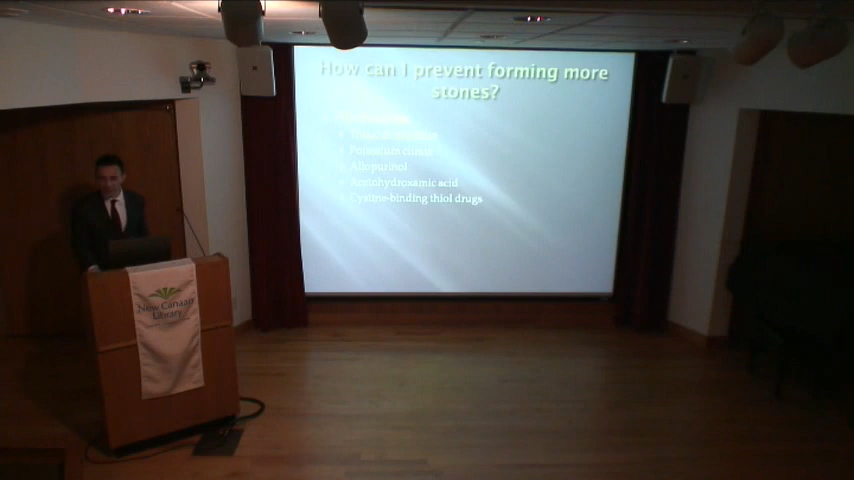 How can I prevent forming more
stones?
Potassium citrate
Allopurinol
Acetohydroxamic acid
Cystine-binding thiol drugs
New Canaan
Library